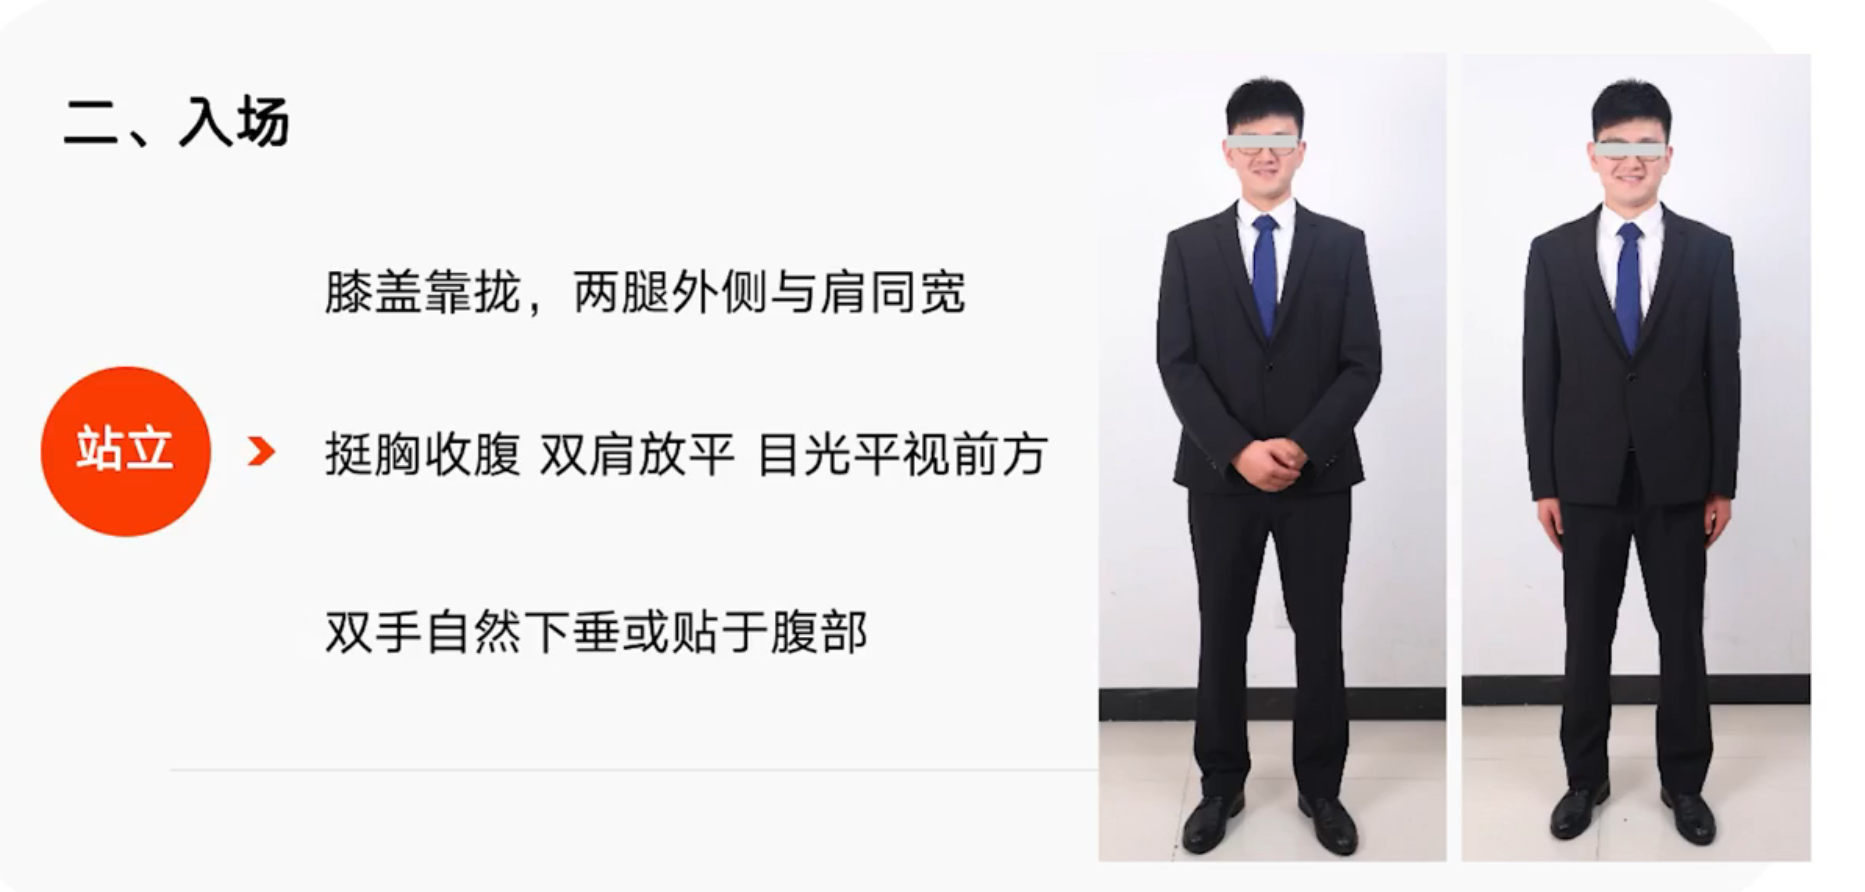 二、入场
膝盖靠拢，两腿外侧与肩同宽
站立
挺胸收腹 双肩放平 目光平视前方
双手自然下垂或贴于腹部